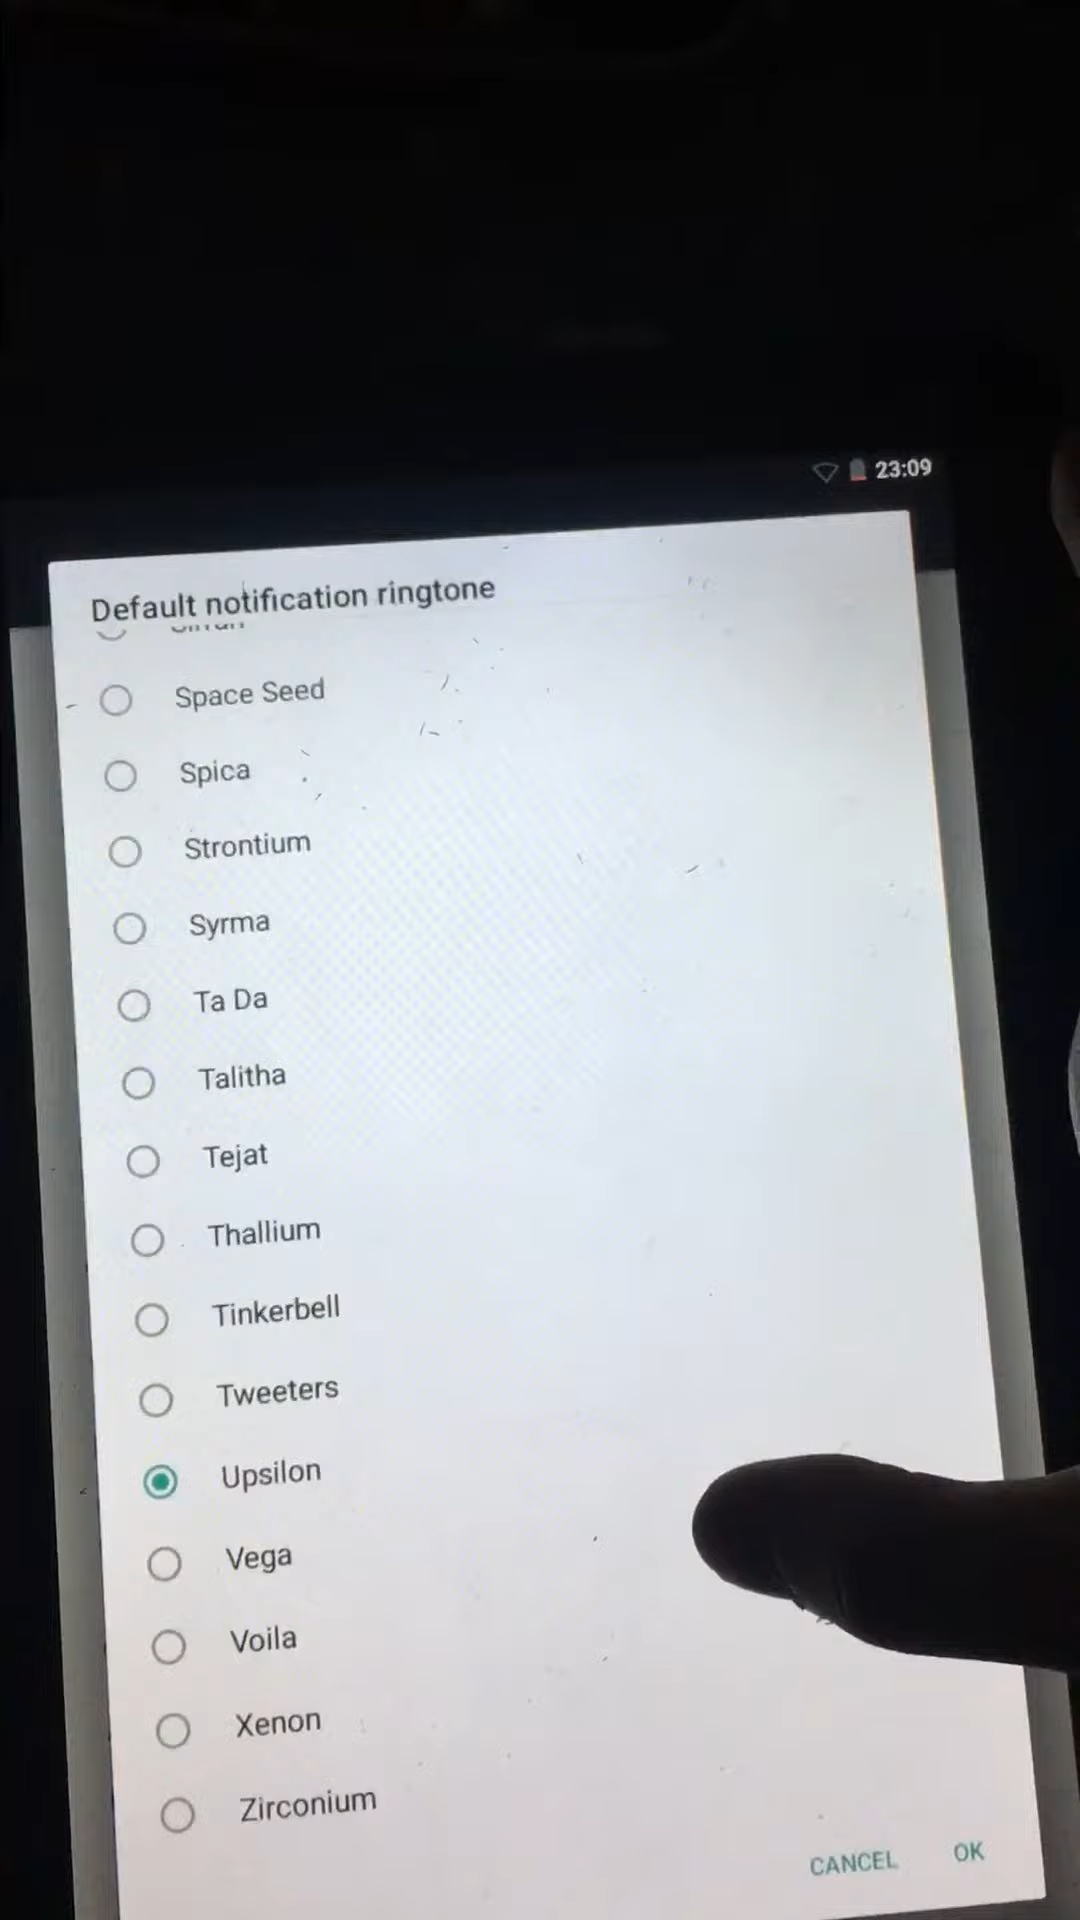 23:09
Default notification ringtone
Space Seed
Spica
Strontium
Syrma
Ta Da
Talitha
Tejat
Thallium
Tinkerbell
Tweeters
Upsilon
Vega
Voila
Xenon
Zirconium
CANCEL OK